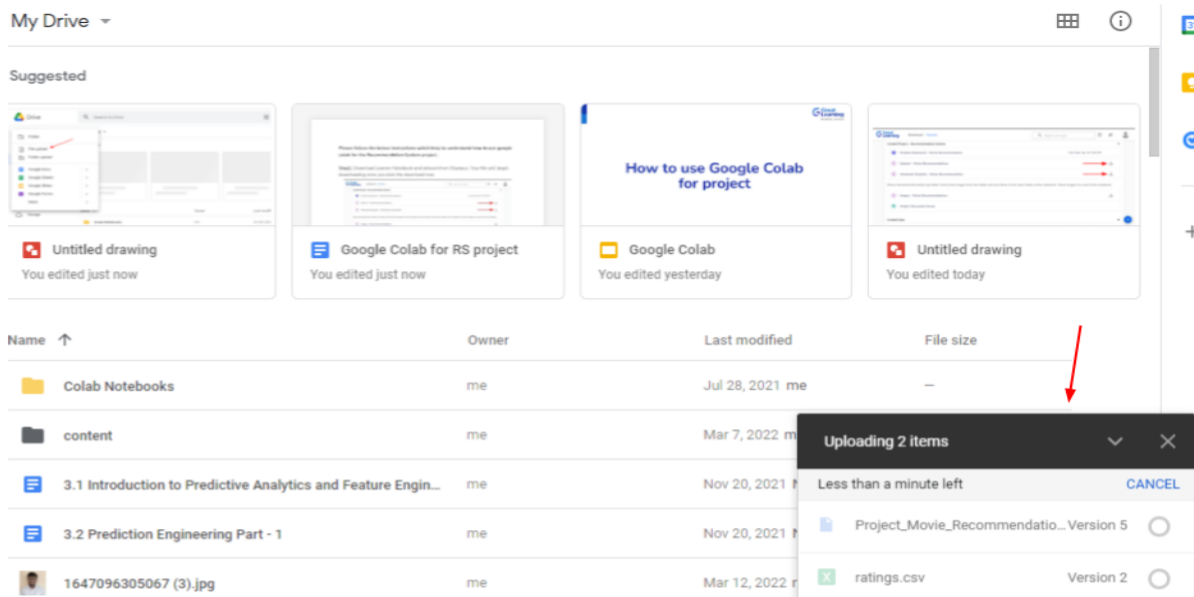 My Drive
Suggested
Drive
Great Learning
How to use Google Colab
for project
Untitled drawing
You edited just now
Google Colab for RS project
You edited just now
Google Colab
You edited yesterday
Untitled drawing
You edited today
Name Owner Last modified File size
Colab Notebooks me Jul 28, 2021 me –
content me Mar 7, 2022 m
3.1 Introduction to Predictive Analytics and Feature Engin... me Nov 20, 2021
3.2 Prediction Engineering Part - 1 me Nov 20, 2021
1647096305067 (3).jpg me Mar 12, 2022
Uploading 2 items
Less than a minute left CANCEL
Project_Movie_Recommendatio... Version 5
ratings.csv Version 2